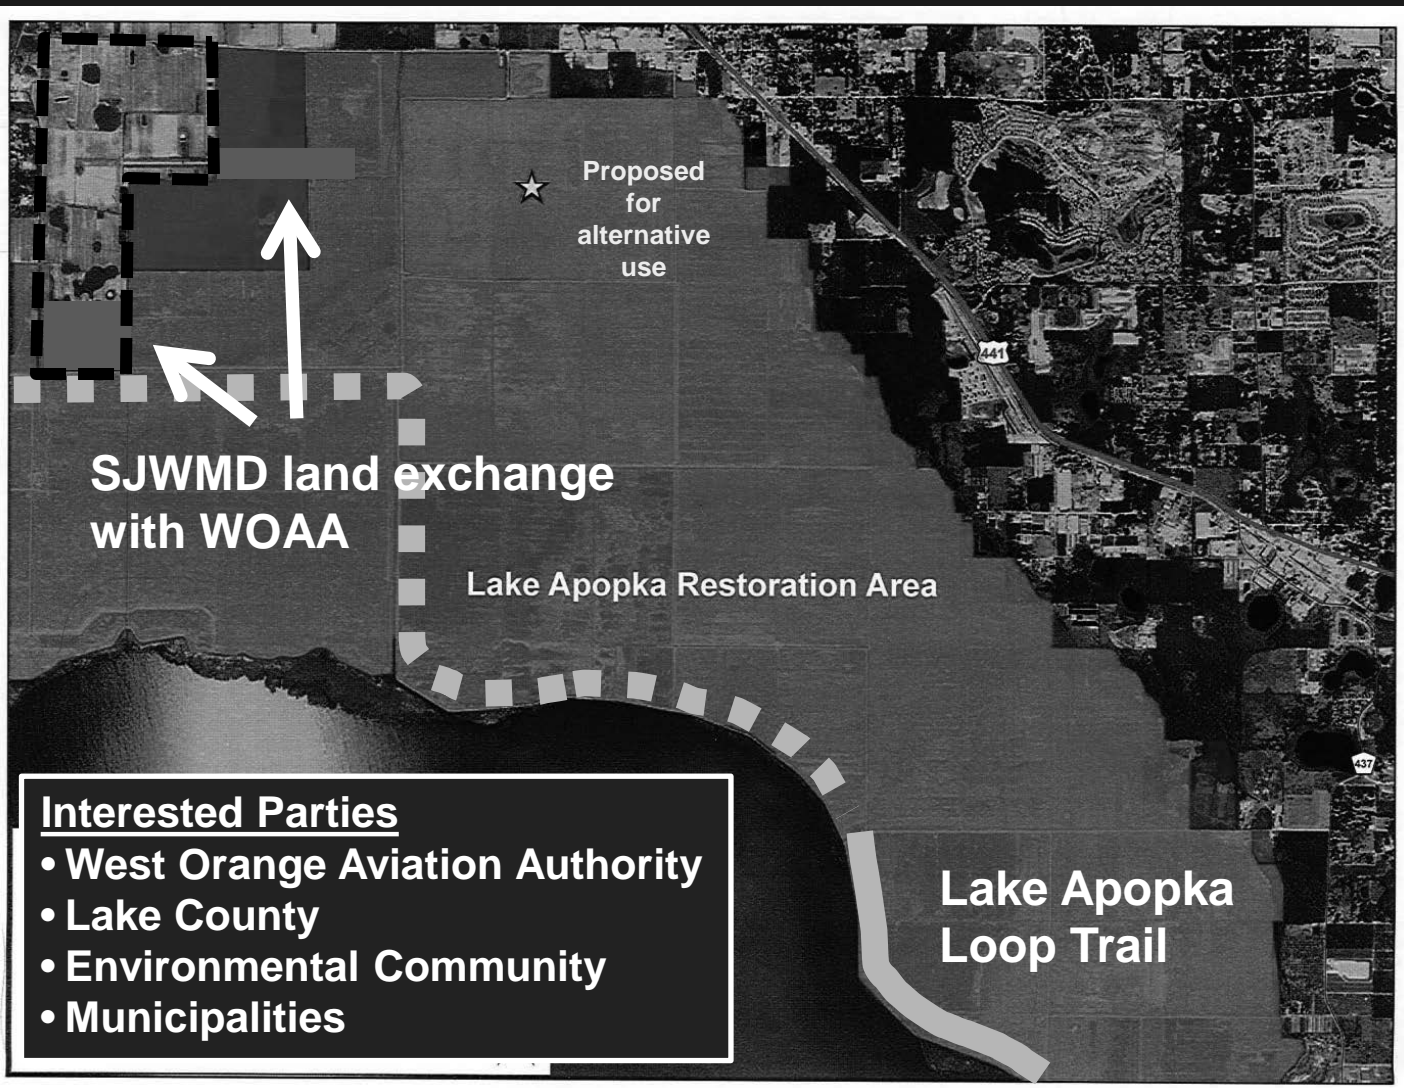 Proposed
for
alternative
use
441
SJWMD land exchange
with WOAA
Lake Apopka Restoration Area
437
Interested Parties
• West Orange Aviation Authority
• Lake County
• Environmental Community
• Municipalities
Lake Apopka
Loop Trail